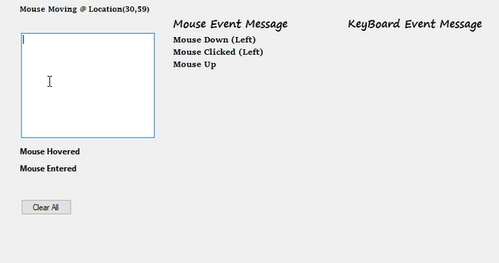 Mouse Moving @ Location(30,59)
Mouse Event Message
KeyBoard Event Message
Mouse Down (Left)
Mouse Clicked (Left)
Mouse Up
Mouse Hovered
Mouse Entered
Clear All